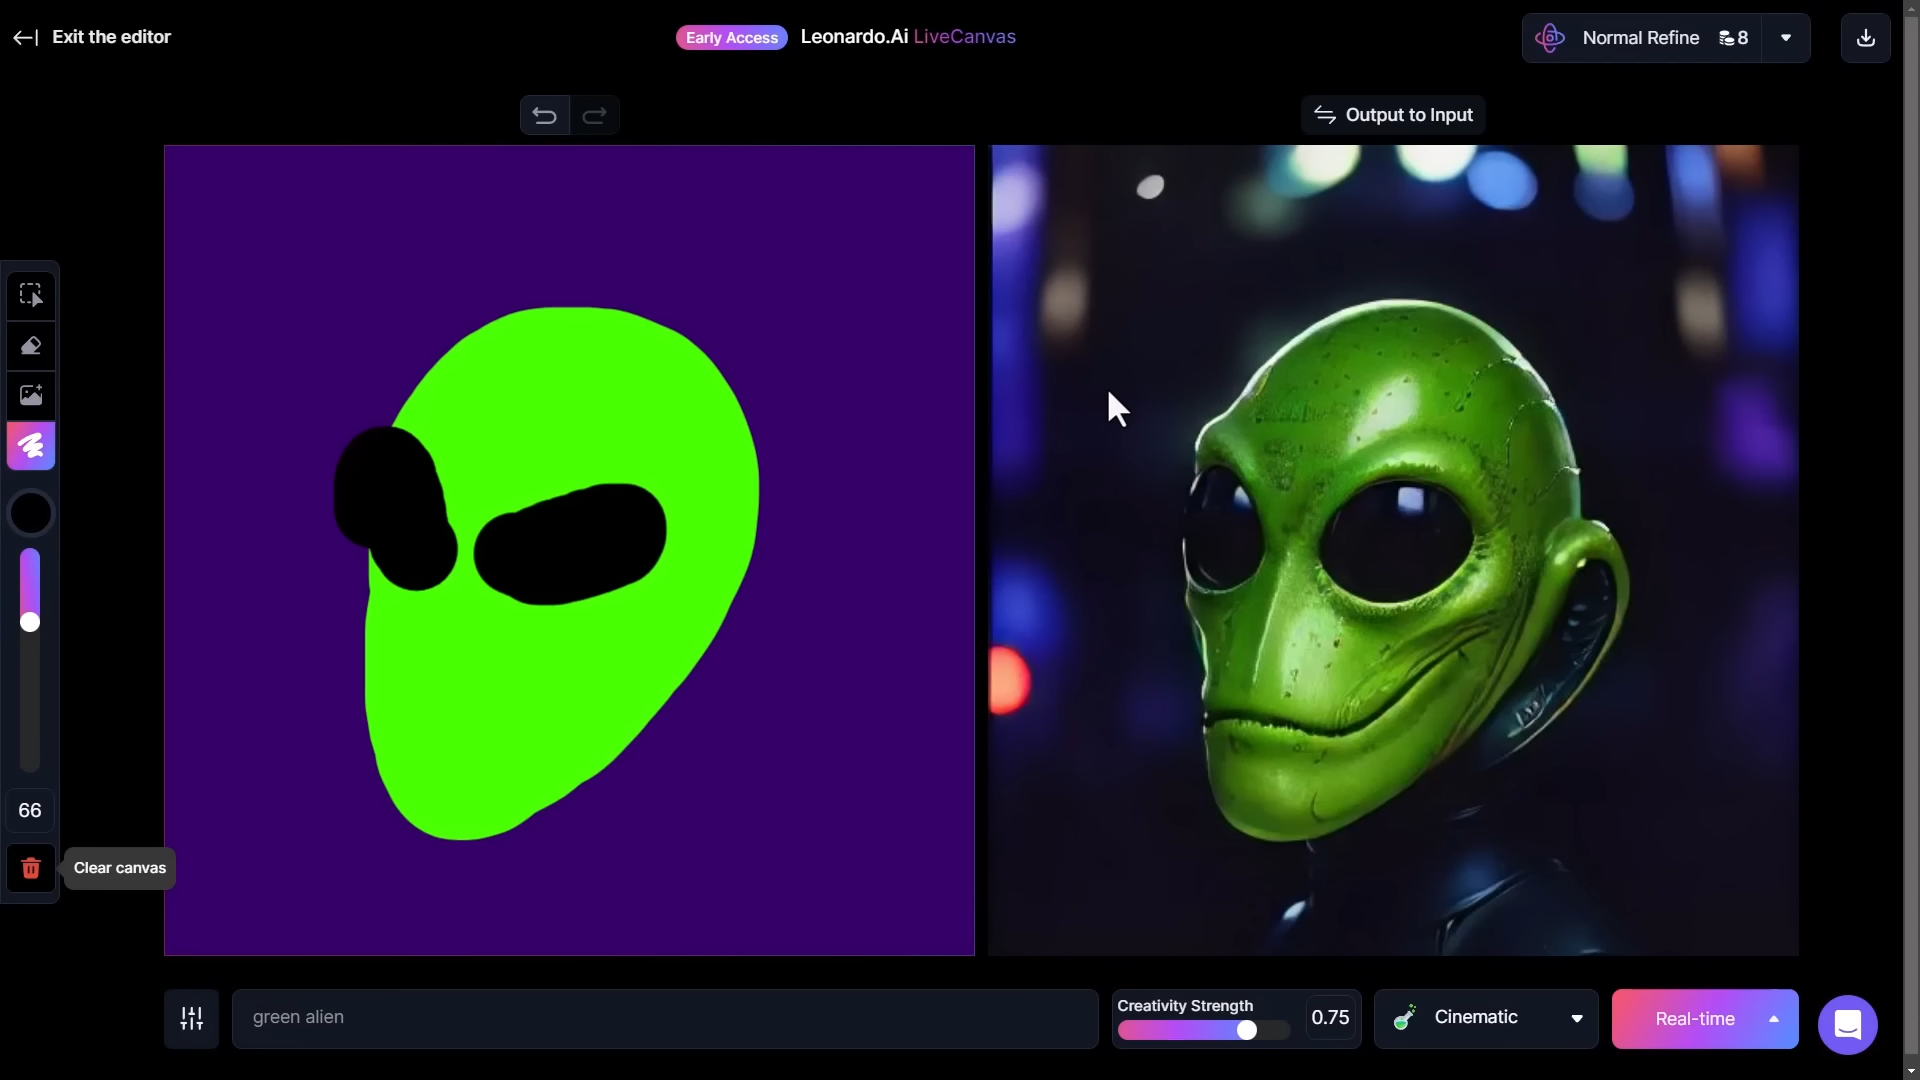 Exit the editor
Early Access Leonardo.Ai LiveCanvas
Normal Refine 8
Output to Input
66
Clear canvas
green alien
Creativity Strength
0.75
Cinematic
Real-time